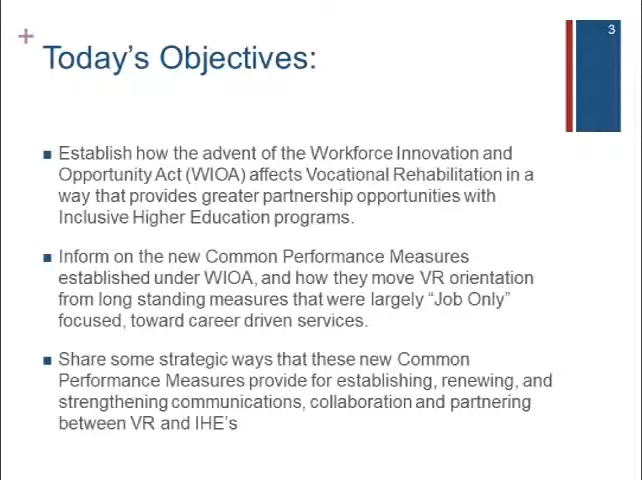 3
+
Today's Objectives:
Establish how the advent of the Workforce Innovation and
Opportunity Act (WIOA) affects Vocational Rehabilitation in a
way that provides greater partnership opportunities with
Inclusive Higher Education programs.
Inform on the new Common Performance Measures
established under WIOA, and how they move VR orientation
from long standing measures that were largely “Job Only”
focused, toward career driven services.
Share some strategic ways that these new Common
Performance Measures provide for establishing, renewing, and
strengthening communications, collaboration and partnering
between VR and IHE's